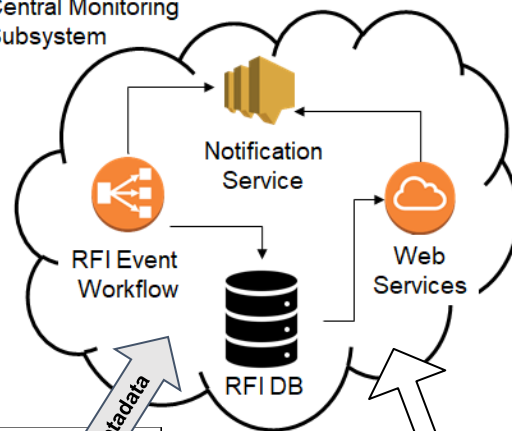 Central Monitoring
Subsystem
Notification
Service
RFI Event
Workflow
Web
Services
RFI DB